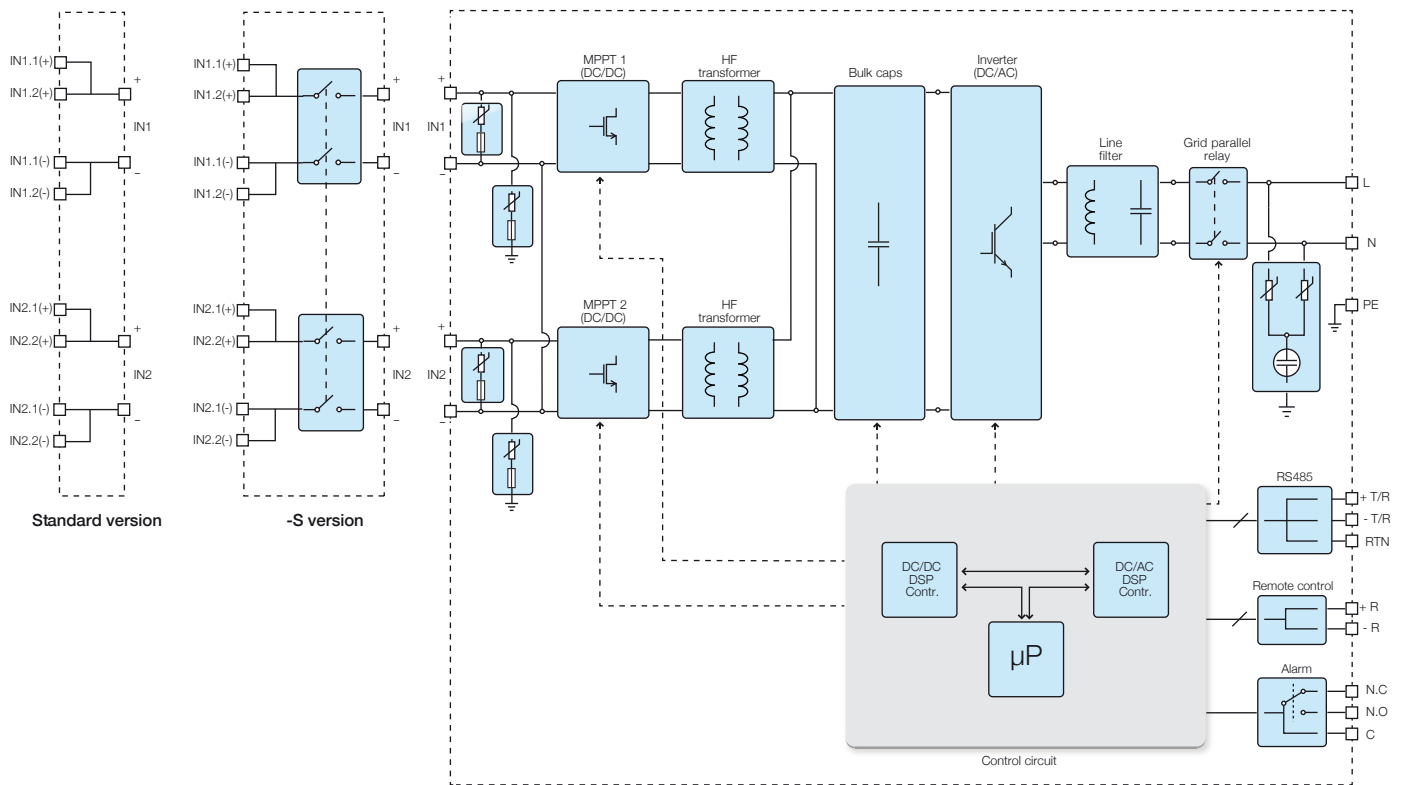 IN1.1(+)
IN1.2(+)
+
IN1
IN1.1(-)
IN1.2(-)
–
IN2.1(+)
IN2.2(+)
+
IN2
IN2.1(-)
IN2.2(-)
–
Standard version
IN1.1(+)
IN1.2(+)
+
IN1
IN1.1(-)
IN1.2(-)
–
IN2.1(+)
IN2.2(+)
+
IN2
IN2.1(-)
IN2.2(-)
–
-S version
+
IN1
–
+
IN2
–
MPPT 1
(DC/DC)
HF
transformer
MPPT 2
(DC/DC)
HF
transformer
Bulk caps
Inverter
(DC/AC)
Line
filter
Grid parallel
relay
L
N
PE
RS485
+ T/R
- T/R
RTN
Remote control
+ R
- R
Alarm
N.C
N.O
C
DC/DC
DSP
Contr.
DC/AC
DSP
Contr.
µP
Control circuit